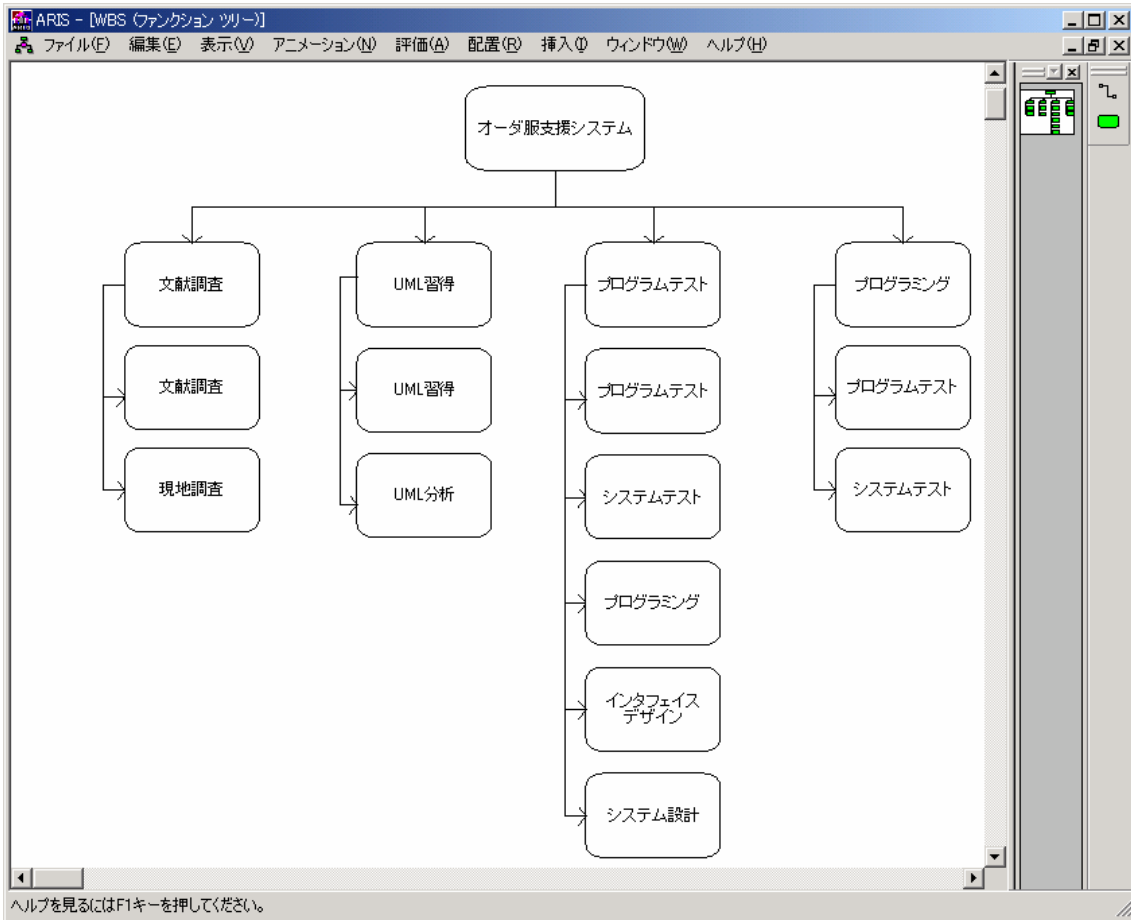 ARIS - [WBS (ファンクション ツリー)]
ファイル(F) 編集(E) 表示(V) アニメーション(N) 評価(A) 配置(R) 挿入(I) ウィンドウ(W) ヘルプ(H)
オーダ服支援システム
文献調査
UML習得
プログラムテスト
プログラミング
文献調査
UML習得
プログラムテスト
プログラムテスト
現地調査
UML分析
システムテスト
システムテスト
プログラミング
インタフェイス
デザイン
システム設計
ヘルプを見るにはF1キーを押してください。